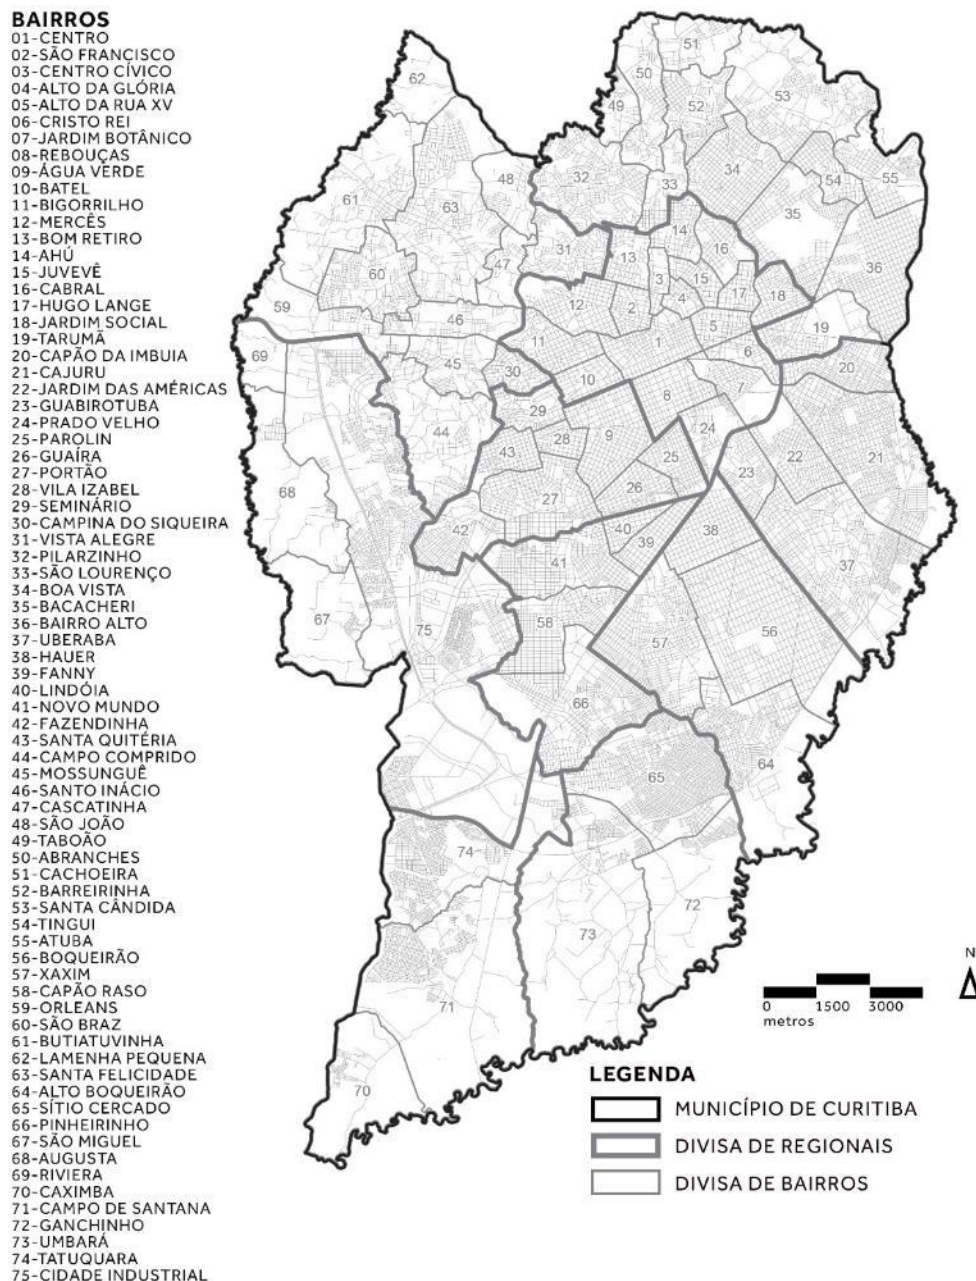 BAIRROS
01-CENTRO
02-SÃO FRANCISCO
03-CENTRO CÍVICO
04-ALTO DA GLÓRIA
05-ALTO DA RUA XV
06-CRISTO REI
07-JARDIM BOTÂNICO
08-REBOUÇAS
09-ÁGUA VERDE
10-BATEL
11-BIGORRILHO
12-MERCÊS
13-BOM RETIRO
14-AHÚ
15-JUVEVÊ
16-CABRAL
17-HUGO LANGE
18-JARDIM SOCIAL
19-TARUMÃ
20-CAPÃO DA IMBUIA
21-CAJURU
22-JARDIM DAS AMÉRICAS
23-GUABIROTUBA
24-PRADO VELHO
25-PAROLIN
26-GUAÍRA
27-PORTÃO
28-VILA IZABEL
29-SEMINÁRIO
30-CAMPINA DO SIQUEIRA
31-VISTA ALEGRE
32-PILARZINHO
33-SÃO LOURENÇO
34-BOA VISTA
35-BACACHERI
36-BAIRRO ALTO
37-UBERABA
38-HAUER
39-FANNY
40-LINDÓIA
41-NOVO MUNDO
42-FAZENDINHA
43-SANTA QUITÉRIA
44-CAMPO COMPRIDO
45-MOSSUNGUÊ
46-SANTO INÁCIO
47-CASCATINHA
48-SÃO JOÃO
49-TABOÃO
50-ABRANCHES
51-CACHOEIRA
52-BARREIRINHA
53-SANTA CÂNDIDA
54-TINGUI
55-ATUBA
56-BOQUEIRÃO
57-XAXIM
58-CAPÃO RASO
59-ORLEANS
60-SÃO BRAZ
61-BUTIATUVINHA
62-LAMENHA PEQUENA
63-SANTA FELICIDADE
64-ALTO BOQUEIRÃO
65-SÍTIO CERCADO
66-PINHEIRINHO
67-SÃO MIGUEL
68-AUGUSTA
69-RIVIERA
70-CAXIMBA
71-CAMPO DE SANTANA
72-GANCHINHO
73-UMBARÁ
74-TATUQUARA
75-CIDADE INDUSTRIAL
51
62
50
53
52
49
34
32
48
33
54
55
61
63
35
14
31
13
16
47
36
60
3
15
17
18
59
12
2
4
46
5
19
11
1
69
6
45
30
10
20
7
8
29
24
44
9
28
43
25
22
23
21
68
26
27
42
40
38
39
41
37
67
75
58
57
56
66
64
65
74
72
73
71
70
N
0
1500
3000
metros
LEGENDA
MUNICÍPIO DE CURITIBA
DIVISA DE REGIONAIS
DIVISA DE BAIRROS